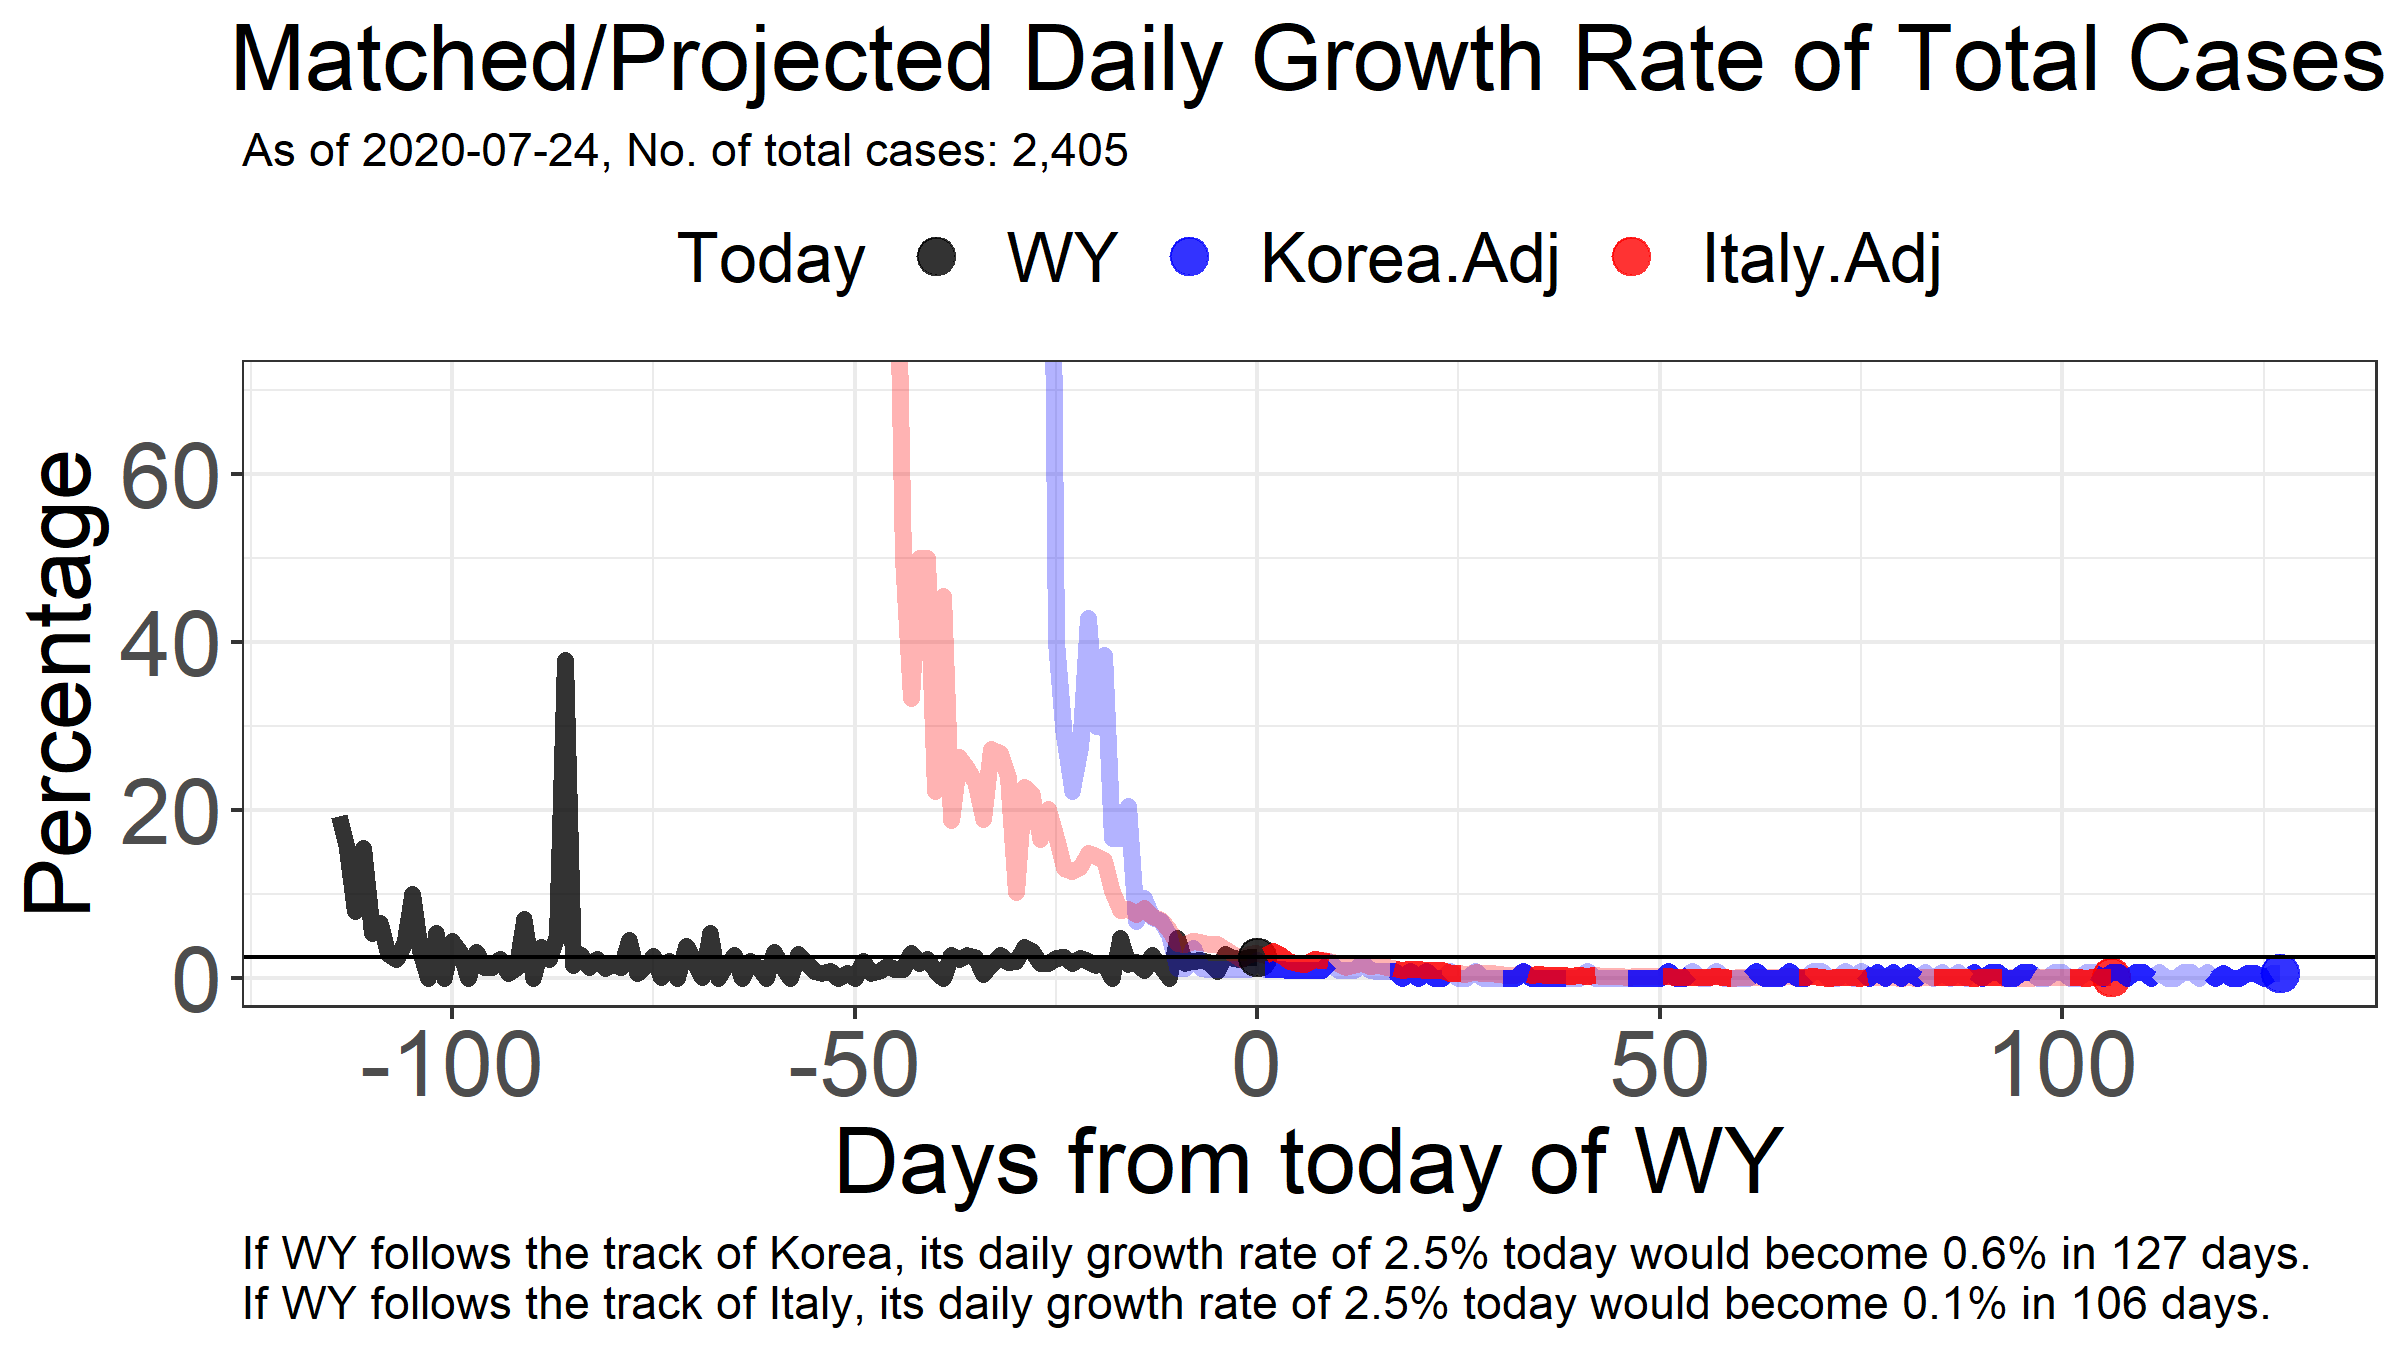 Matched/Projected Daily Growth Rate of Total Cases
As of 2020-07-24, No. of total cases: 2,405
Today WY Korea.Adj Italy.Adj
Percentage
60
40
20
0
-100 -50 0 50 100
Days from today of WY
If WY follows the track of Korea, its daily growth rate of 2.5% today would become 0.6% in 127 days.
If WY follows the track of Italy, its daily growth rate of 2.5% today would become 0.1% in 106 days.